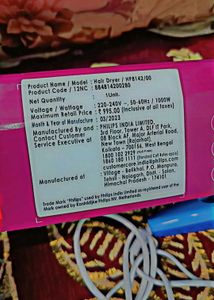 Product Name / Model : Hair Dryer / HP8142/00
Product Code / 12NC : 884814200280
Net Quantity : 1Unit.
Voltage / Wattage : 220-240V ~, 50-60Hz / 1000W
Maximum Retail Price : ₹ 995.00 (Inclusive of all taxes)
Month & Year of Manufacture : 03/2023
Manufactured By and : PHILIPS INDIA LIMITED
Contact Customer 3rd Floor, Tower A, DLF IT Park,
Service Executive at 08 Block AF Major Arterial Road,
New Town (Rajarhat),
Kolkata - 700156, West Bengal
1800 102 2929
1860 180 1111
customercare.india@philips.com
Manufactured at : Village - Belikhol, PO. Manpura,
Tehsil - Nalagarh, Distt. - Solan,
Himachal Pradesh - 174101
Trade Mark "Philips" used by Philips India limited as registered user of the
Mark owned by Koninklijke Philips NV, Netherlands